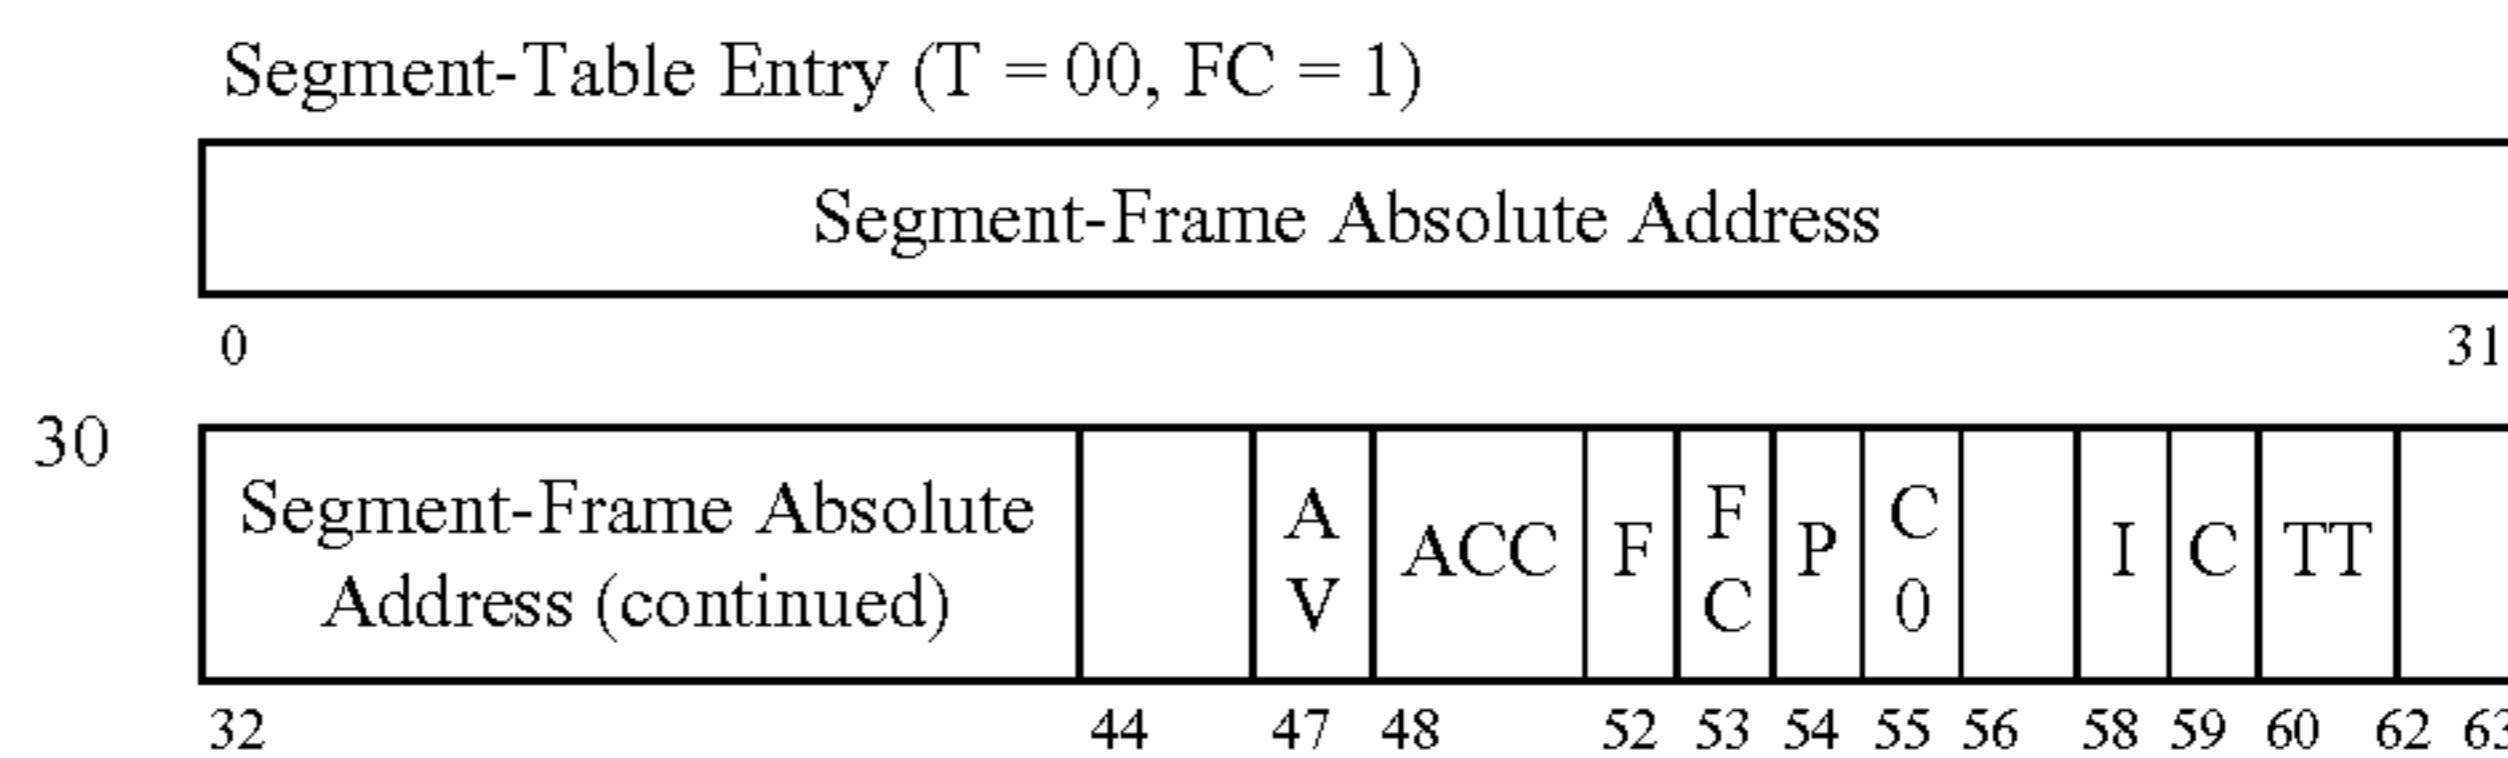 Segment-Table Entry (T = 00, FC = 1)
Segment-Frame Absolute Address
0 31
30
Segment-Frame Absolute
Address (continued)
A
V
ACC
F
F
C
P
C
0
I
C
TT
32 44 47 48 52 53 54 55 56 58 59 60 62 63